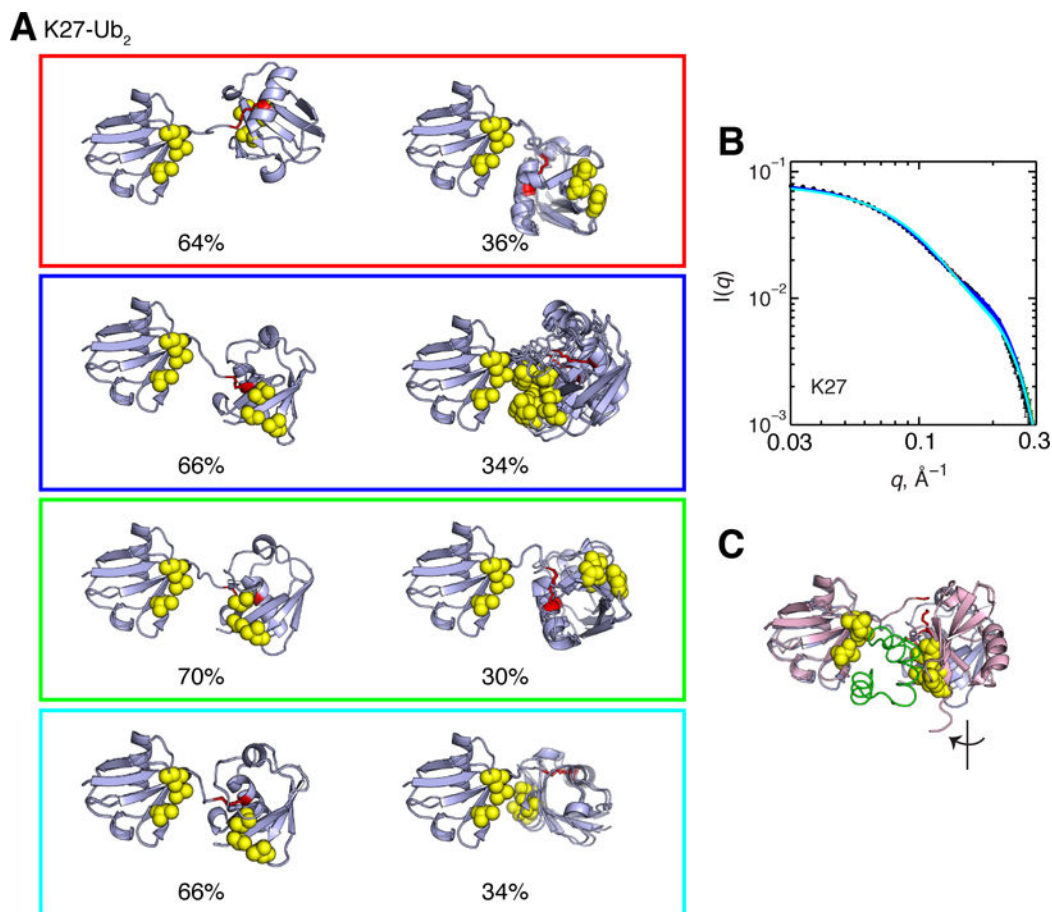 A K27-Ub₂
64% 36%
66% 34%
70% 30%
66% 34%
B
10⁻¹
10⁻²
10⁻³
I(q)
K27
0.03 0.1 0.3
q, Å⁻¹
C